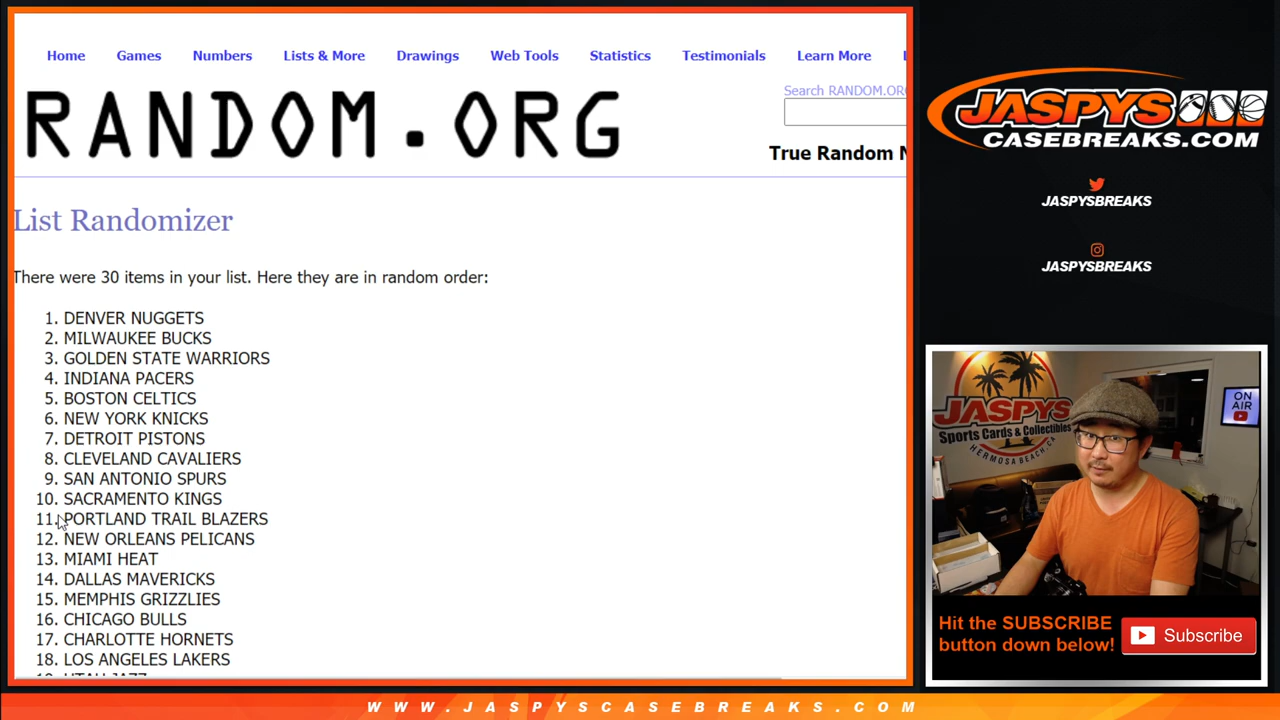 Home Games Numbers Lists & More Drawings Web Tools Statistics Testimonials Learn More
RANDOM.ORG
Search RANDOM.ORG
True Random N
List Randomizer
There were 30 items in your list. Here they are in random order:
1. DENVER NUGGETS
2. MILWAUKEE BUCKS
3. GOLDEN STATE WARRIORS
4. INDIANA PACERS
5. BOSTON CELTICS
6. NEW YORK KNICKS
7. DETROIT PISTONS
8. CLEVELAND CAVALIERS
9. SAN ANTONIO SPURS
10. SACRAMENTO KINGS
11. PORTLAND TRAIL BLAZERS
12. NEW ORLEANS PELICANS
13. MIAMI HEAT
14. DALLAS MAVERICKS
15. MEMPHIS GRIZZLIES
16. CHICAGO BULLS
17. CHARLOTTE HORNETS
18. LOS ANGELES LAKERS
JASPYS
CASEBREAKS.COM
JASPYSBREAKS
JASPYSBREAKS
JASPYS
Sports Cards & Collectibles
HERMOSA BEACH, CA
ON
AIR
Hit the SUBSCRIBE
button down below!
Subscribe
WWW.JASPYSCASEBREAKS.COM